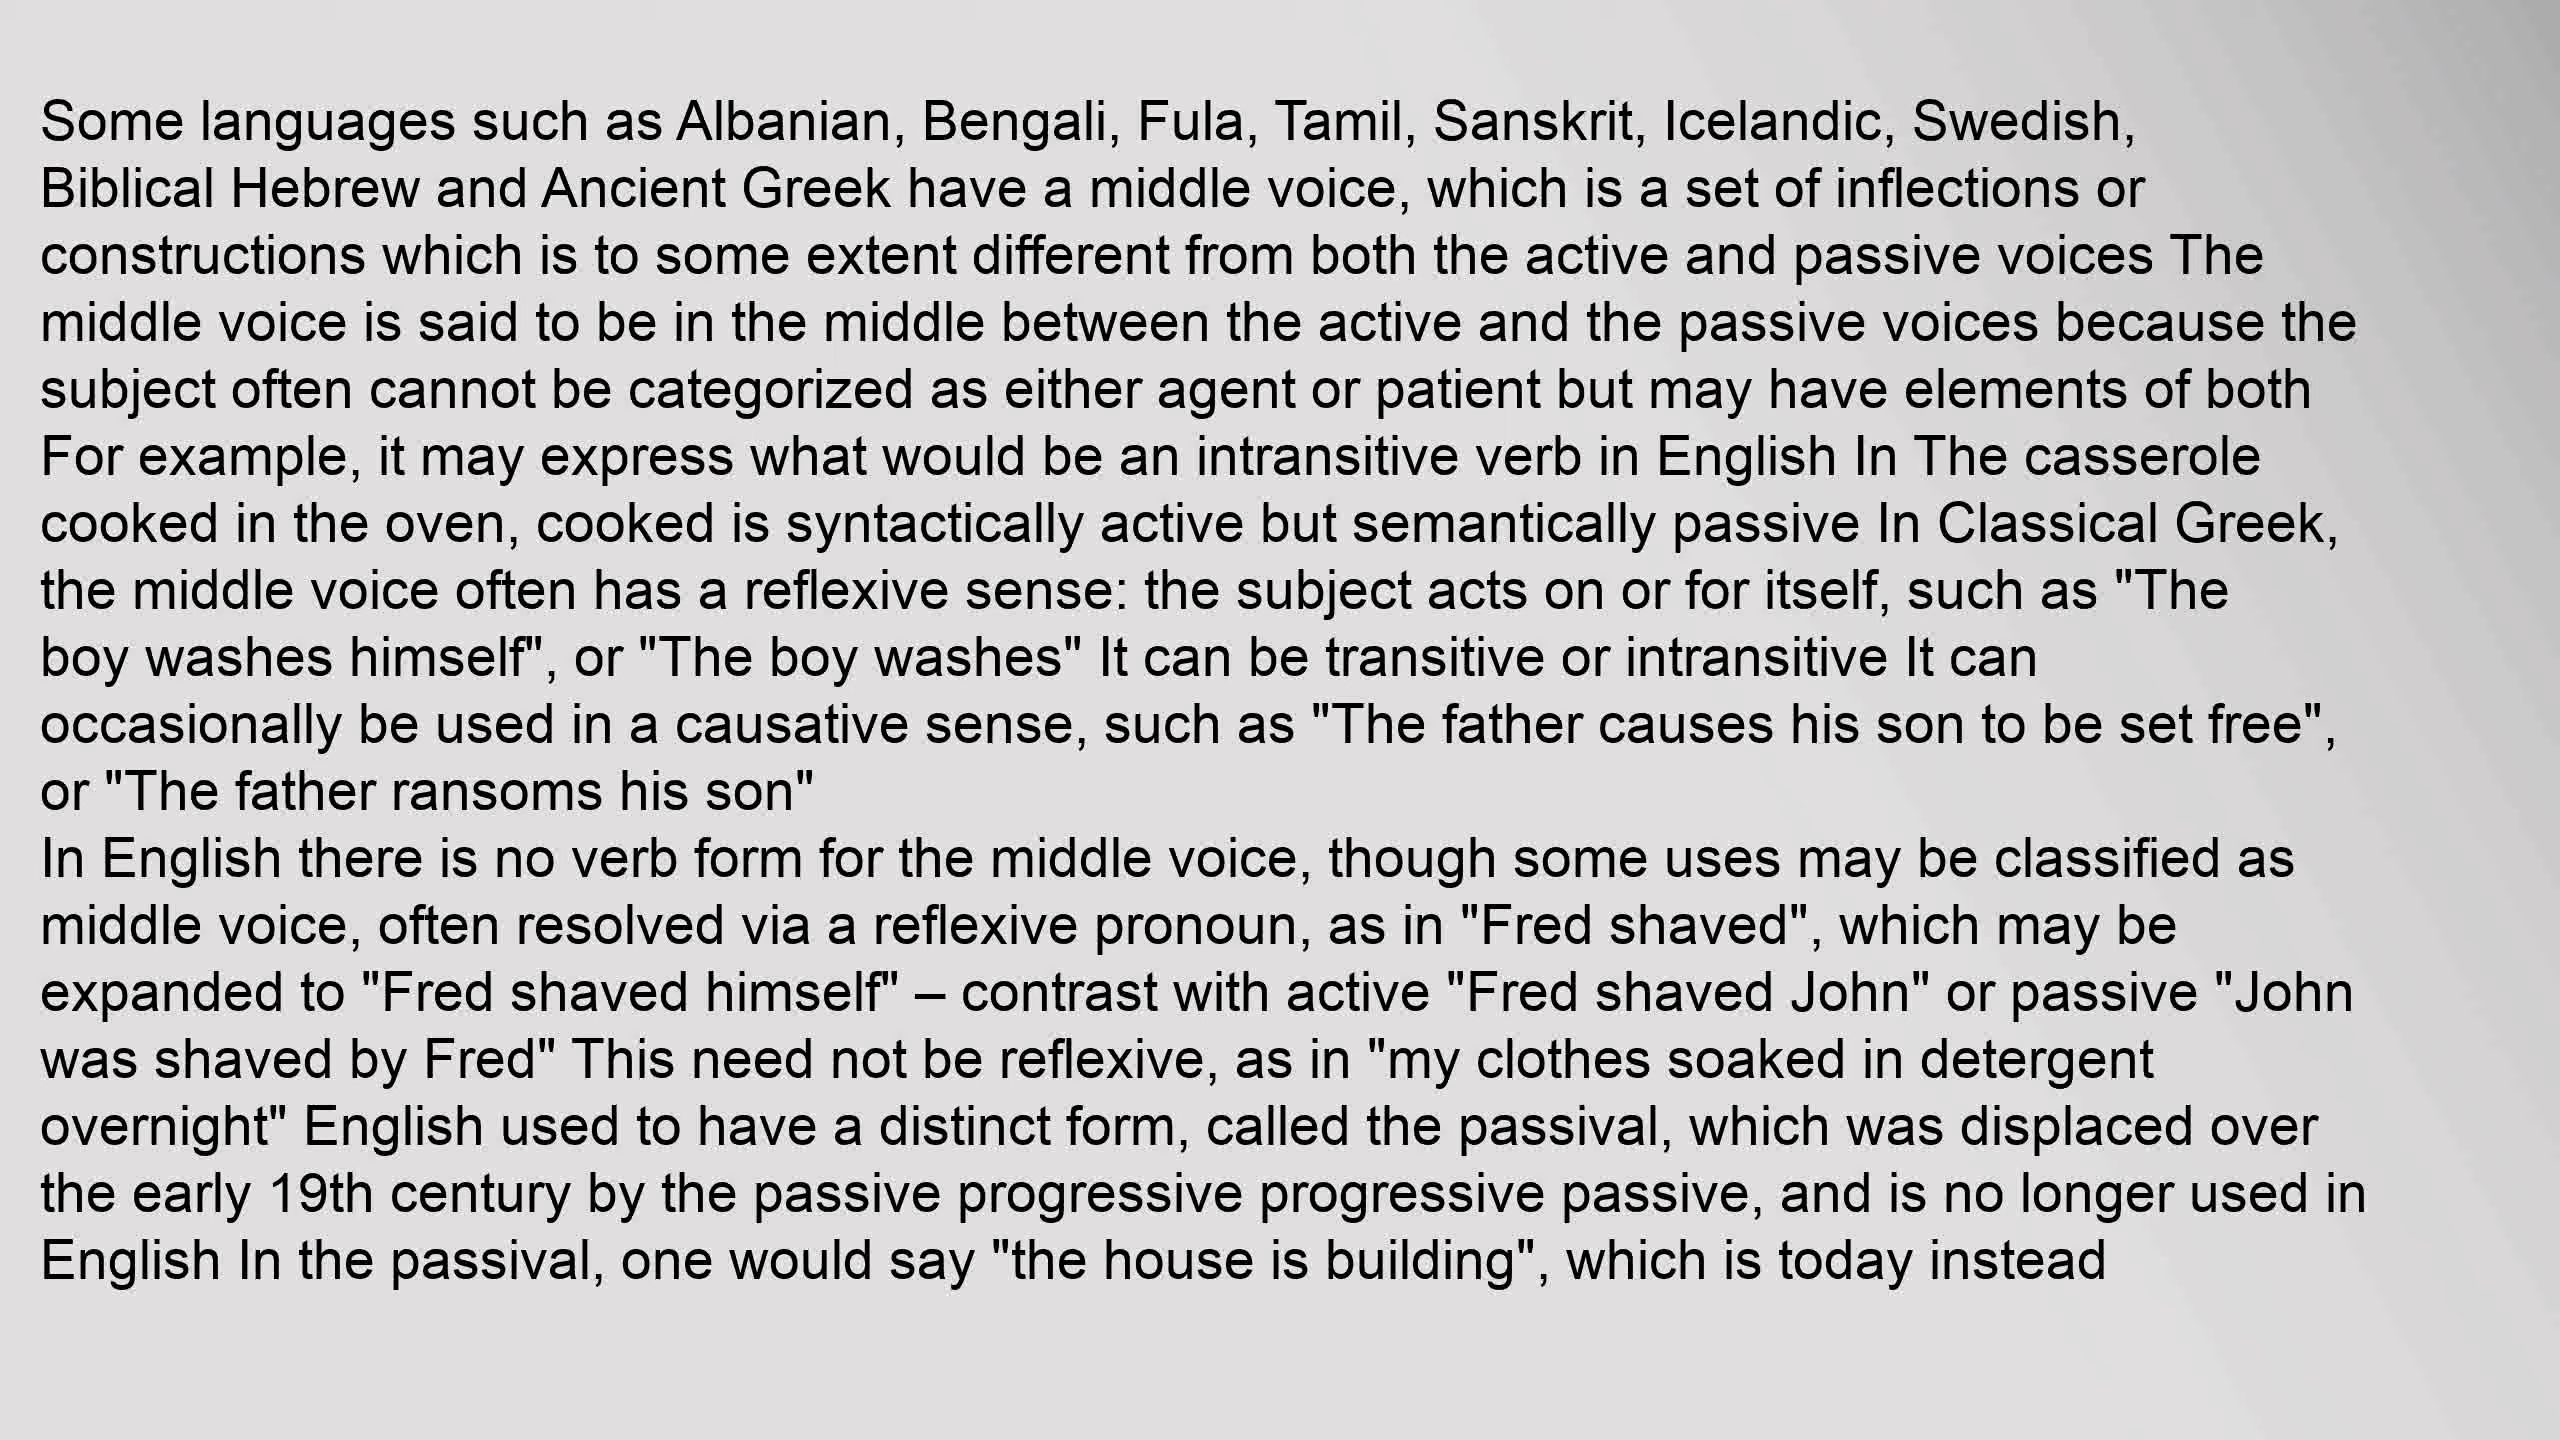 Some languages such as Albanian, Bengali, Fula, Tamil, Sanskrit, Icelandic, Swedish,
Biblical Hebrew and Ancient Greek have a middle voice, which is a set of inflections or
constructions which is to some extent different from both the active and passive voices The
middle voice is said to be in the middle between the active and the passive voices because the
subject often cannot be categorized as either agent or patient but may have elements of both
For example, it may express what would be an intransitive verb in English In The casserole
cooked in the oven, cooked is syntactically active but semantically passive In Classical Greek,
the middle voice often has a reflexive sense: the subject acts on or for itself, such as "The
boy washes himself", or "The boy washes" It can be transitive or intransitive It can
occasionally be used in a causative sense, such as "The father causes his son to be set free",
or "The father ransoms his son"
In English there is no verb form for the middle voice, though some uses may be classified as
middle voice, often resolved via a reflexive pronoun, as in "Fred shaved", which may be
expanded to "Fred shaved himself" – contrast with active "Fred shaved John" or passive "John
was shaved by Fred" This need not be reflexive, as in "my clothes soaked in detergent
overnight" English used to have a distinct form, called the passival, which was displaced over
the early 19th century by the passive progressive progressive passive, and is no longer used in
English In the passival, one would say "the house is building", which is today instead